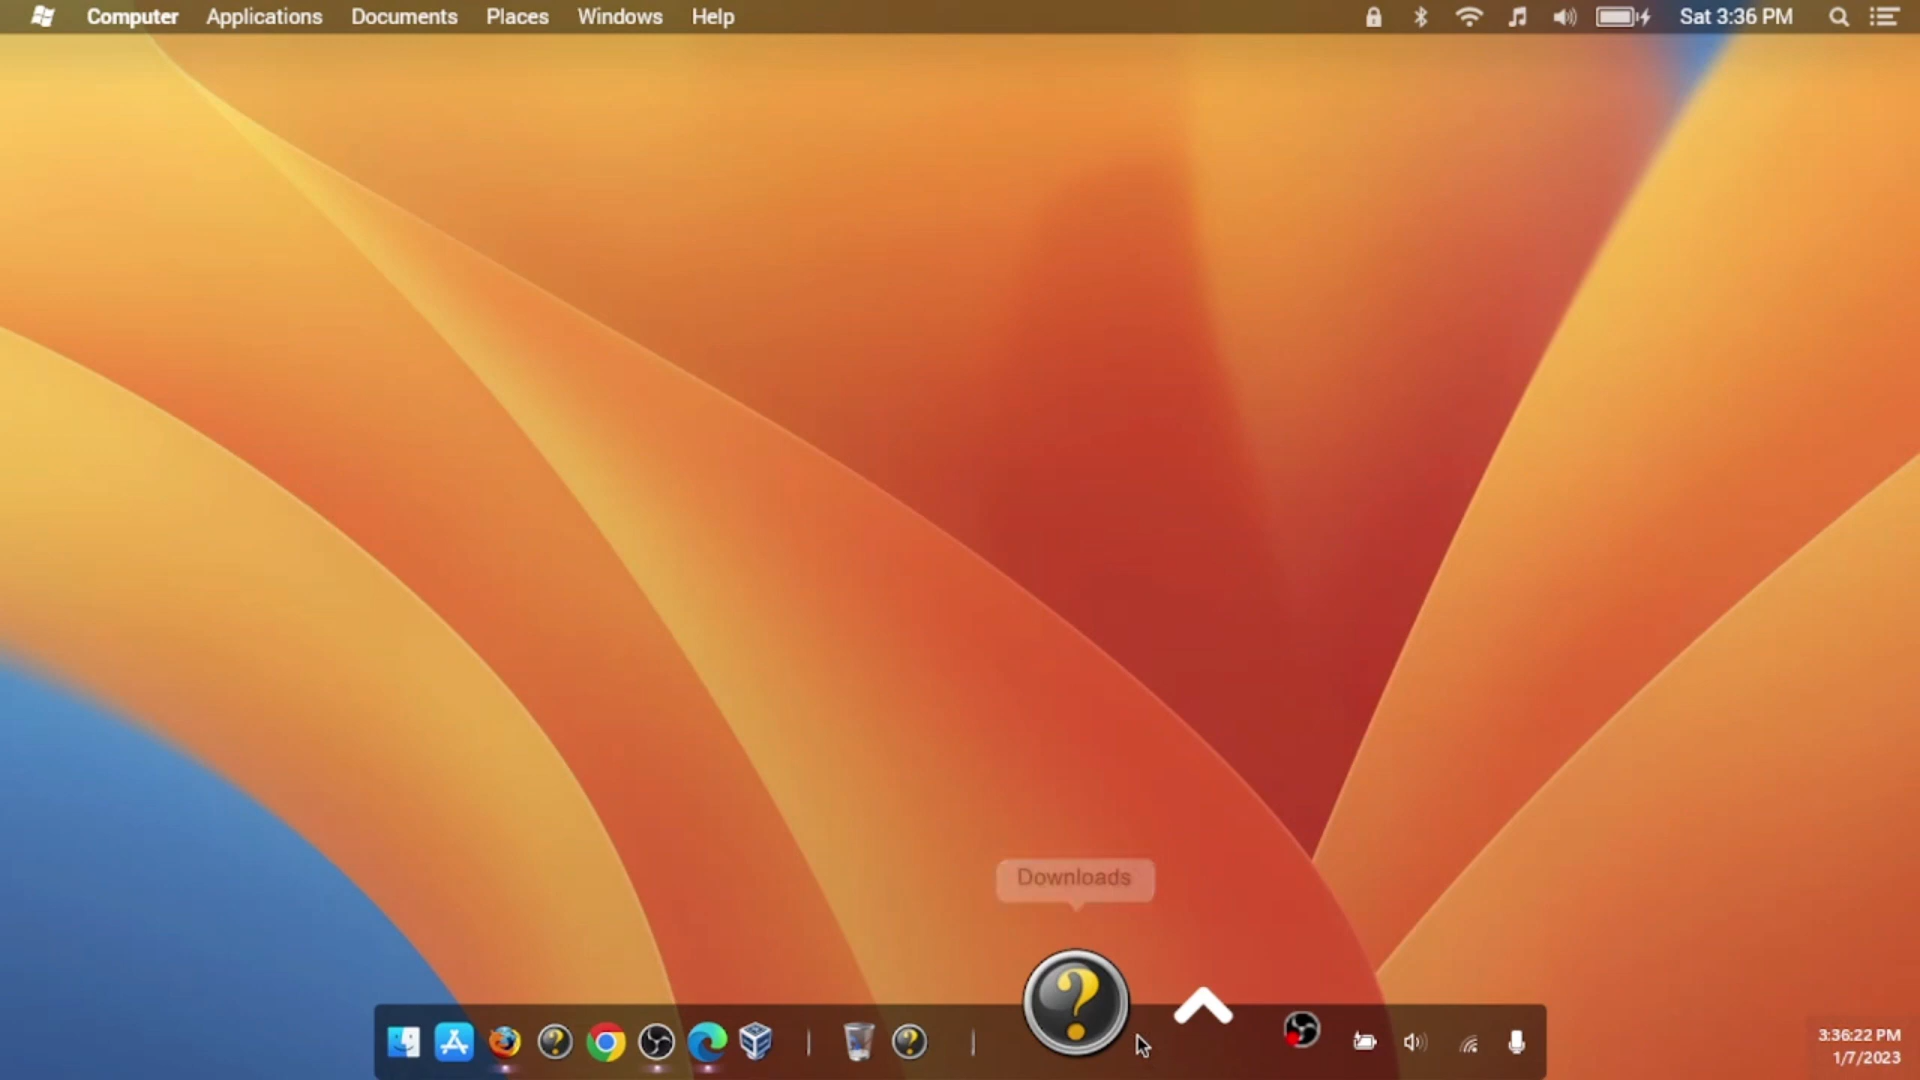 Computer Applications Documents Places Windows Help
Sat 3:36 PM
Downloads
3:36:22 PM
1/7/2023